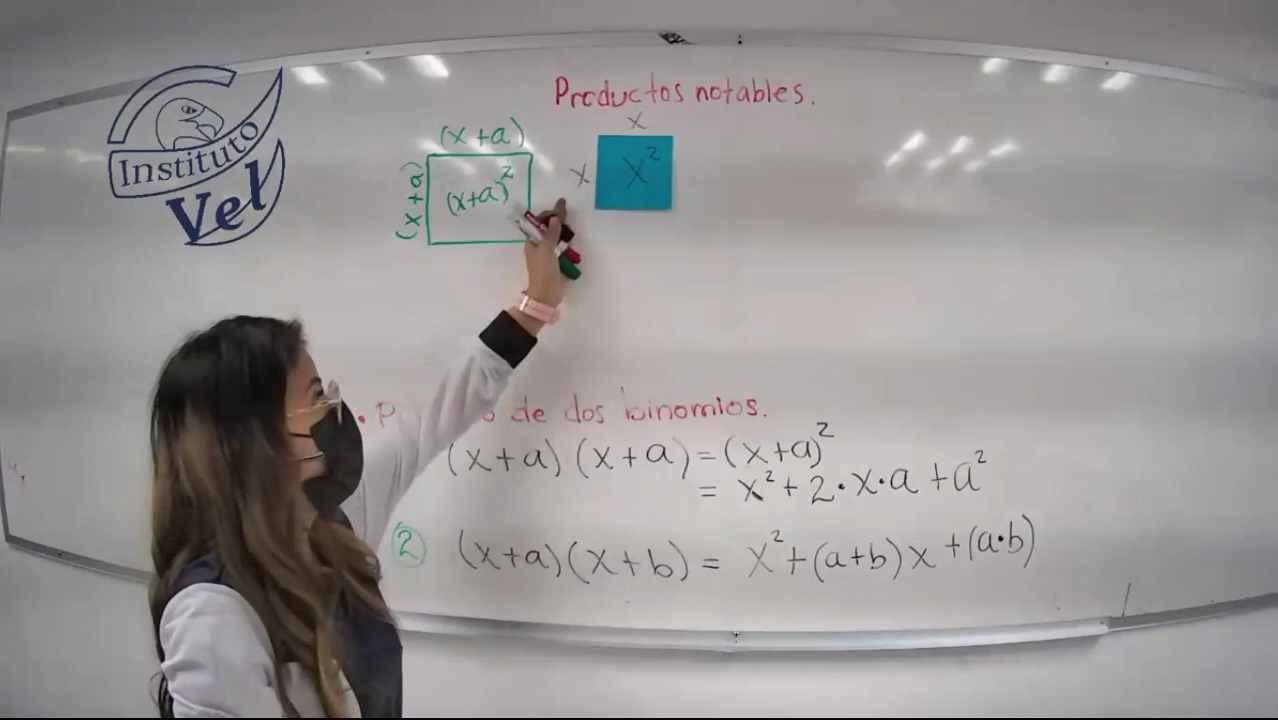 Instituto
Vel
Productos notables.
(x+a)
(x+a)
(x+a)²
x
x
x²
de dos binomios.
(x+a) (x+a) = (x+a)²
= x² + 2·x·a + a²
2 (x+a)(x+b) = x² + (a+b)x + (a·b)